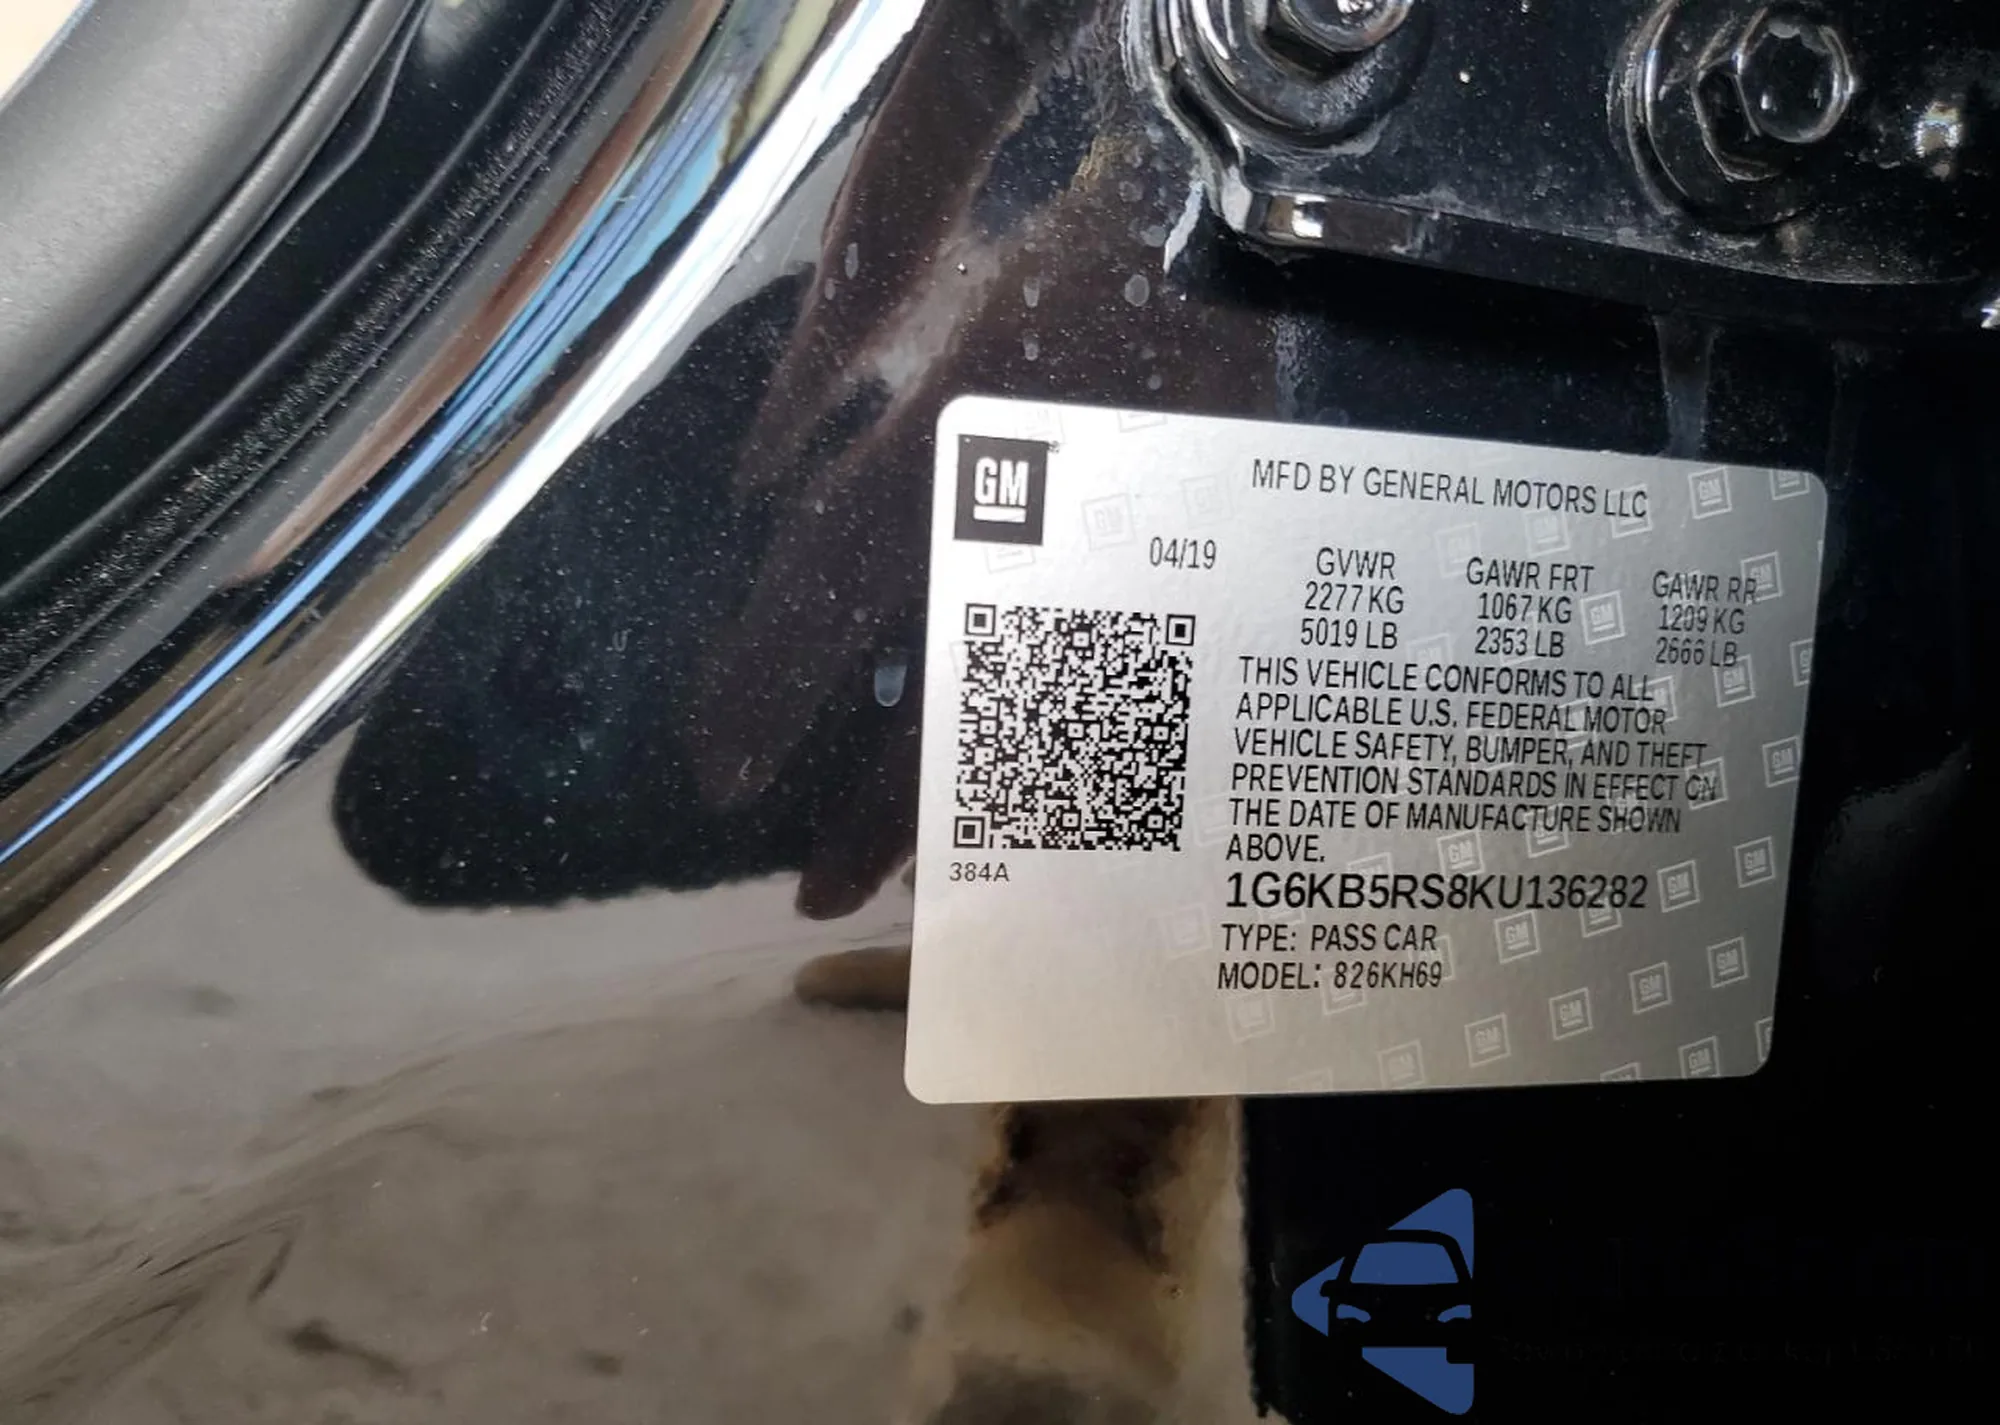 GM
MFD BY GENERAL MOTORS LLC
04/19
GVWR GAWR FRT GAWR RR
2277 KG 1067 KG 1209 KG
5019 LB 2353 LB 2666 LB
THIS VEHICLE CONFORMS TO ALL
APPLICABLE U.S. FEDERAL MOTOR
VEHICLE SAFETY, BUMPER, AND THEFT
PREVENTION STANDARDS IN EFFECT ON
THE DATE OF MANUFACTURE SHOWN
ABOVE.
384A
1G6KB5RS8KU136282
TYPE: PASS CAR
MODEL: 826KH69